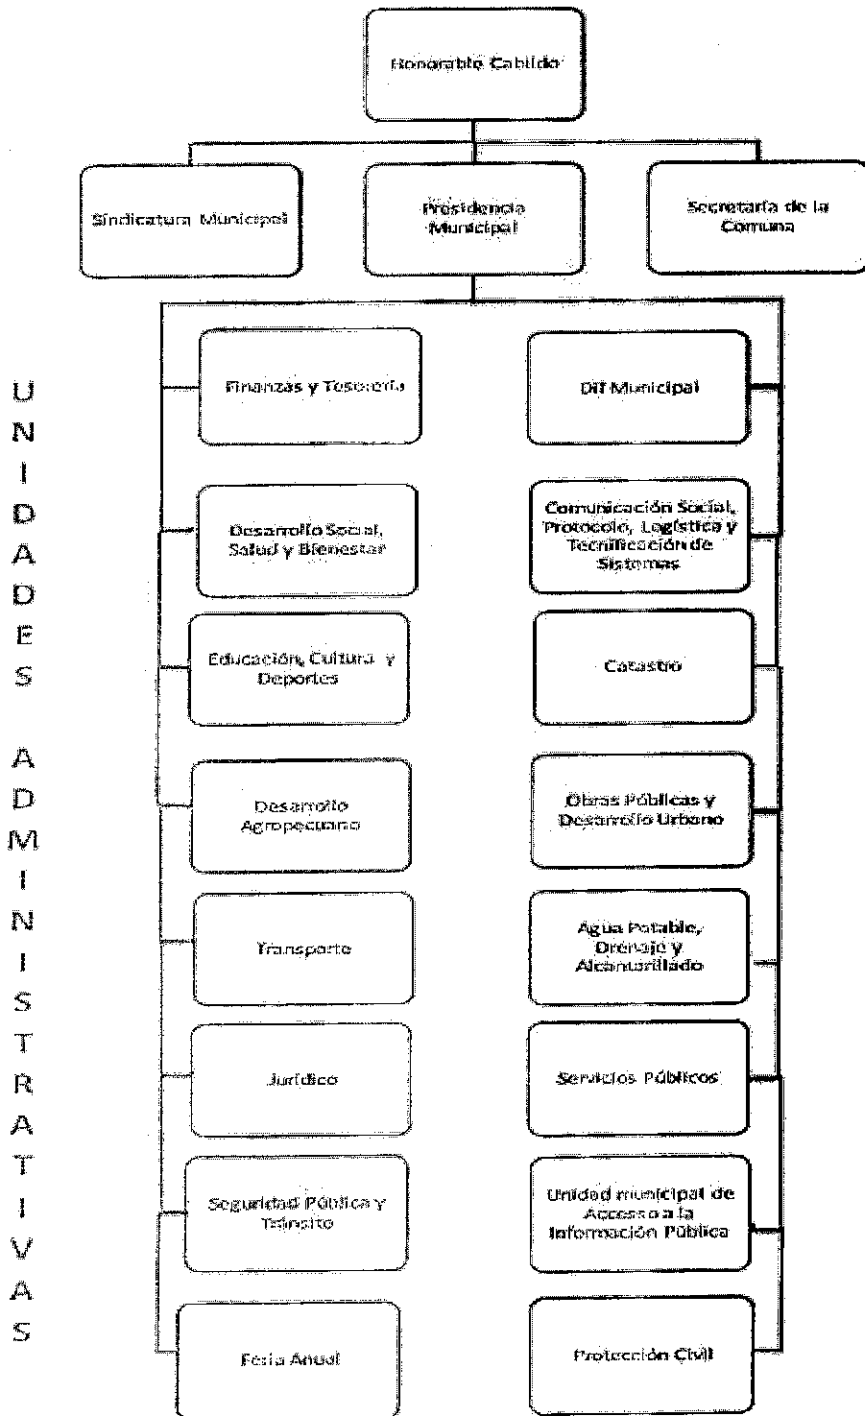 Honorable Cabildo
Sindicatura Municipal
Presidencia
Municipal
Secretaría de la
Comuna
UNIDADES ADMINISTRATIVAS
Finanzas y Tesorería
Dif Municipal
Desarrollo Social,
Salud y Bienestar
Comunicación Social,
Protocolo, Logística y
Tecnificación de
Sistemas
Educación, Cultura y
Deportes
Catastro
Desarrollo
Agropecuario
Obras Públicas y
Desarrollo Urbano
Transporte
Agua Potable,
Drenaje y
Alcantarillado
Jurídico
Servicios Públicos
Seguridad Pública y
Tránsito
Unidad municipal de
Acceso a la
Información Pública
Feria Anual
Protección Civil